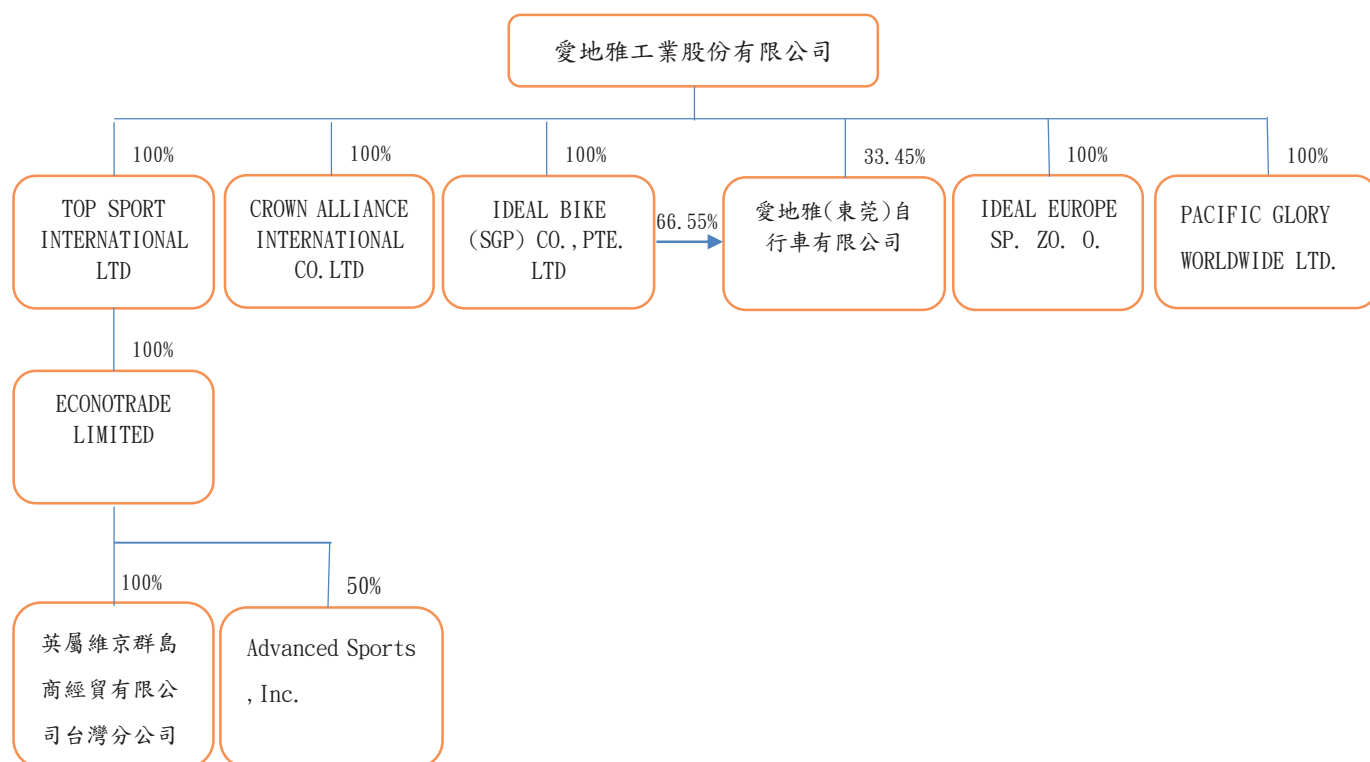 愛地雅工業股份有限公司
100%
100%
100%
33.45%
100%
100%
TOP SPORT
INTERNATIONAL
LTD
CROWN ALLIANCE
INTERNATIONAL
CO.LTD
IDEAL BIKE
(SGP) CO.,PTE.
LTD
66.55%
愛地雅(東莞)自
行車有限公司
IDEAL EUROPE
SP. ZO. O.
PACIFIC GLORY
WORLDWIDE LTD.
100%
ECONOTRADE
LIMITED
100%
50%
英屬維京群島
商經貿有限公
司台灣分公司
Advanced Sports
,Inc.